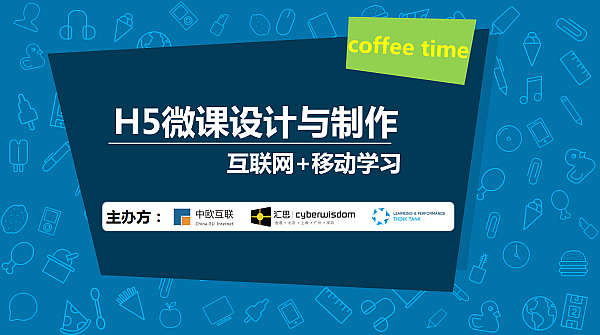 coffee time
H5微课设计与制作
互联网+移动学习
主办方：
中欧互联
China-EU Internet
汇思 cyberwisdom
LEARNING & PERFORMANCE
THINK TANK